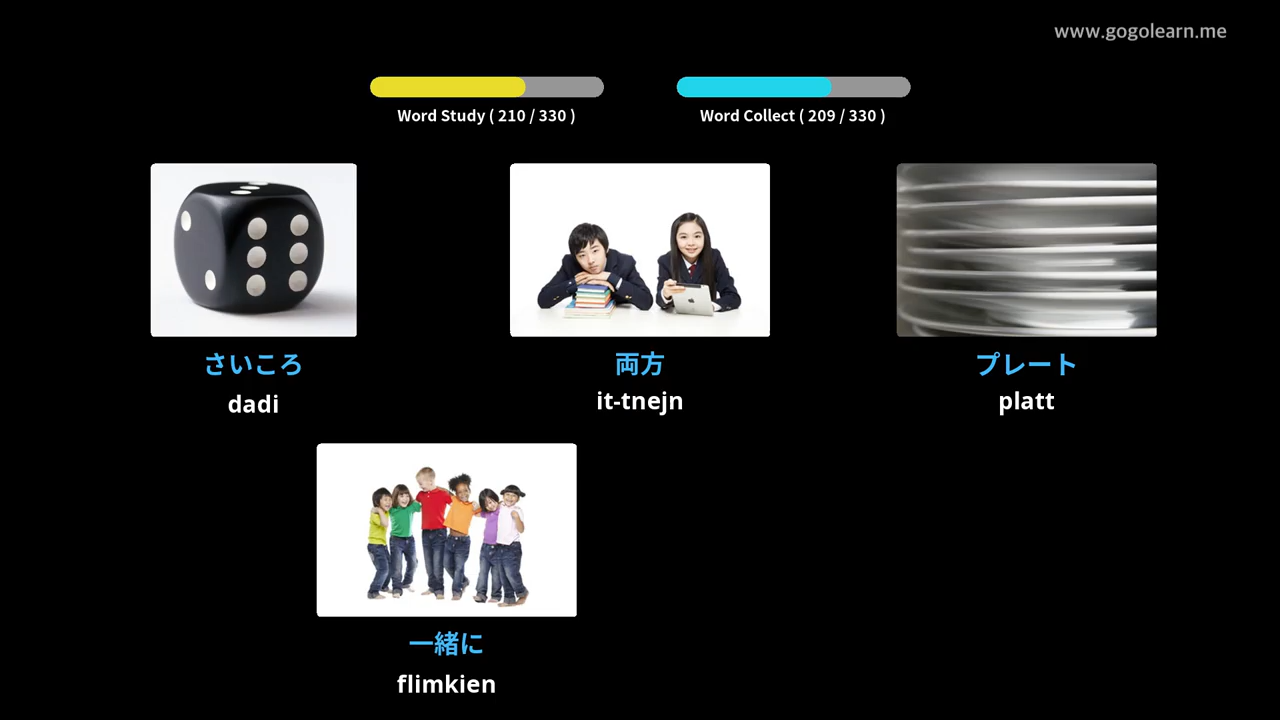 www.gogolearn.me
Word Study ( 210 / 330 )
Word Collect ( 209 / 330 )
さいころ
dadi
両方
it-tnejn
プレート
platt
一緒に
flimkien